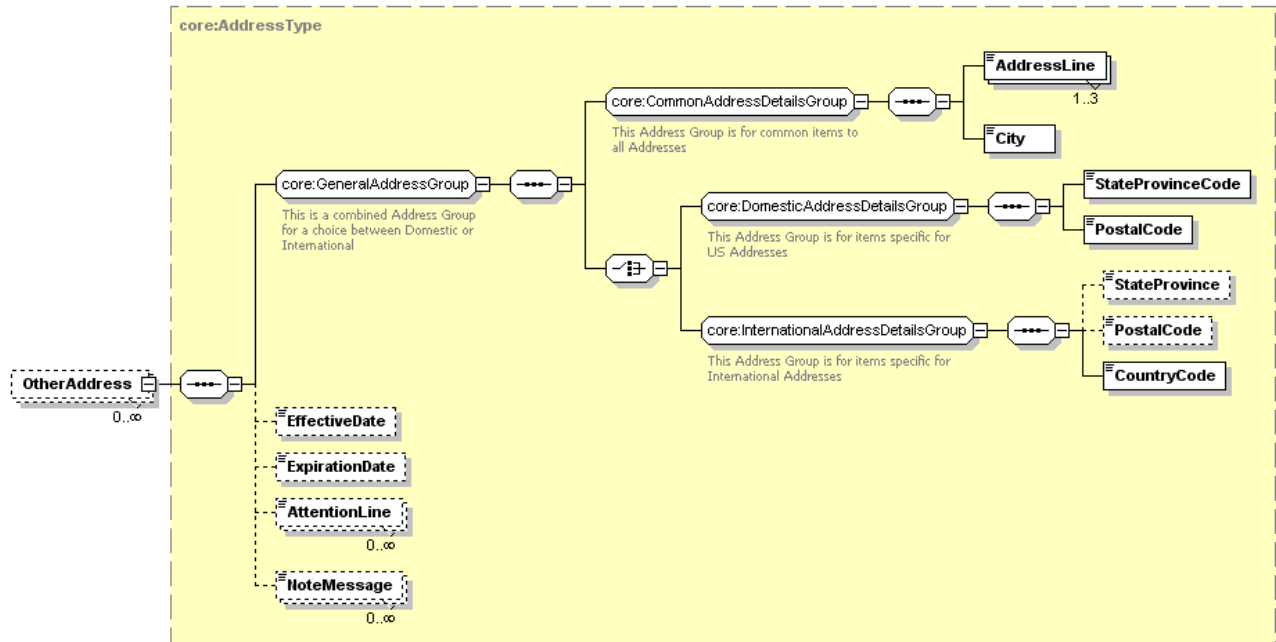 core:AddressType
AddressLine
1..3
core:CommonAddressDetailsGroup
This Address Group is for common items to
all Addresses
City
core:GeneralAddressGroup
This is a combined Address Group
for a choice between Domestic or
International
StateProvinceCode
core:DomesticAddressDetailsGroup
This Address Group is for items specific for
US Addresses
PostalCode
StateProvince
core:InternationalAddressDetailsGroup
This Address Group is for items specific for
International Addresses
PostalCode
CountryCode
OtherAddress
0..∞
EffectiveDate
ExpirationDate
AttentionLine
0..∞
NoteMessage
0..∞